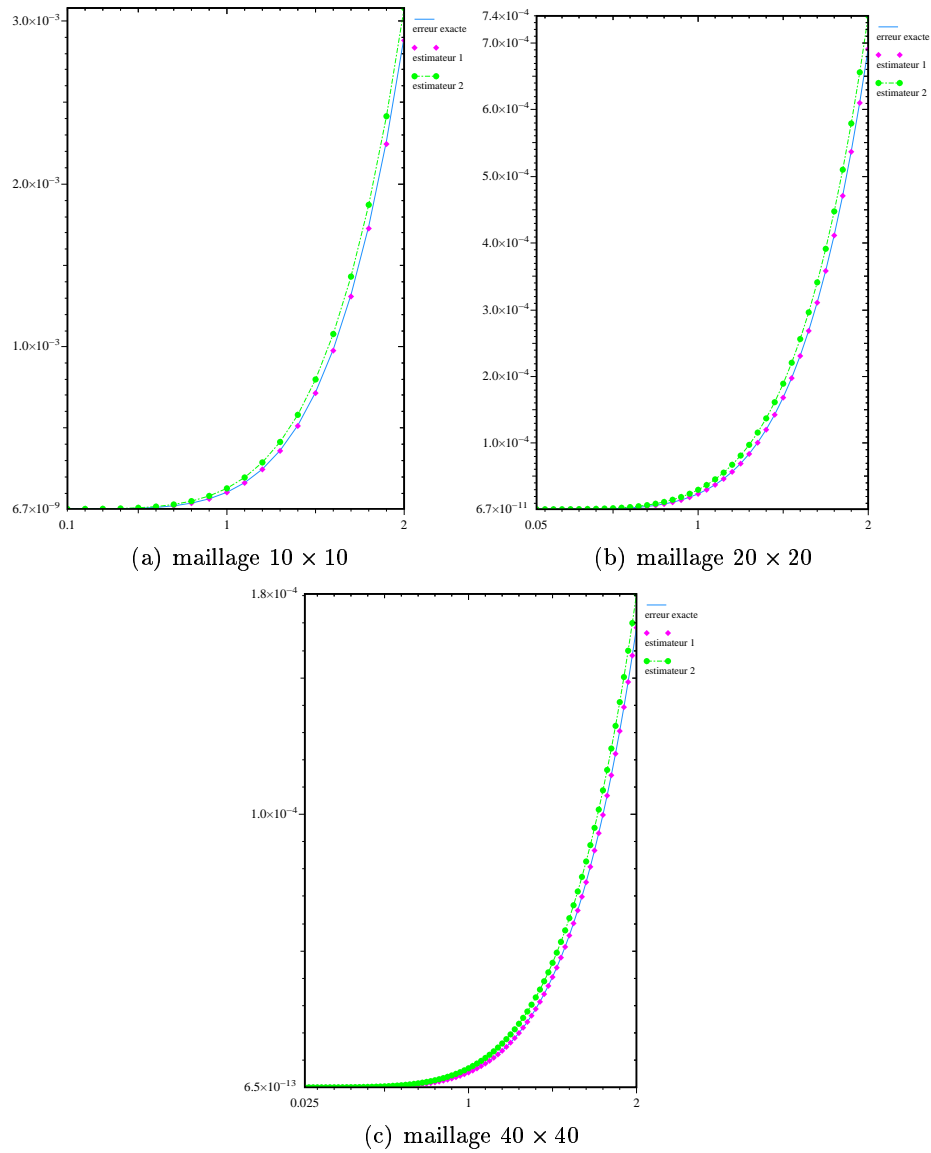 3.0×10⁻³
2.0×10⁻³
1.0×10⁻³
6.7×10⁻⁹
0.1
1
2
erreur exacte
estimateur 1
estimateur 2
(a) maillage 10 × 10
7.4×10⁻⁴
7.0×10⁻⁴
6.0×10⁻⁴
5.0×10⁻⁴
4.0×10⁻⁴
3.0×10⁻⁴
2.0×10⁻⁴
1.0×10⁻⁴
6.7×10⁻¹¹
0.05
1
2
erreur exacte
estimateur 1
estimateur 2
(b) maillage 20 × 20
1.8×10⁻⁴
1.0×10⁻⁴
6.5×10⁻¹³
0.025
1
2
erreur exacte
estimateur 1
estimateur 2
(c) maillage 40 × 40